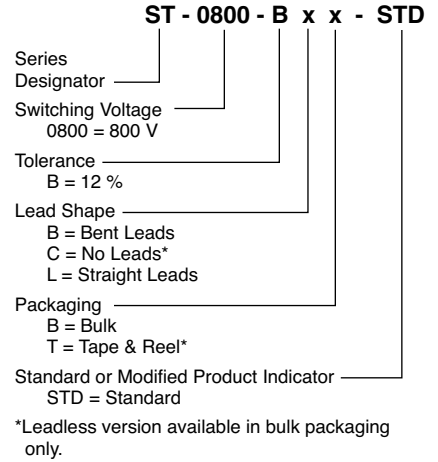 ST - 0800 - B x x - STD
Series
Designator
Switching Voltage
0800 = 800 V
Tolerance
B = 12 %
Lead Shape
B = Bent Leads
C = No Leads*
L = Straight Leads
Packaging
B = Bulk
T = Tape & Reel*
Standard or Modified Product Indicator
STD = Standard
*Leadless version available in bulk packaging
only.